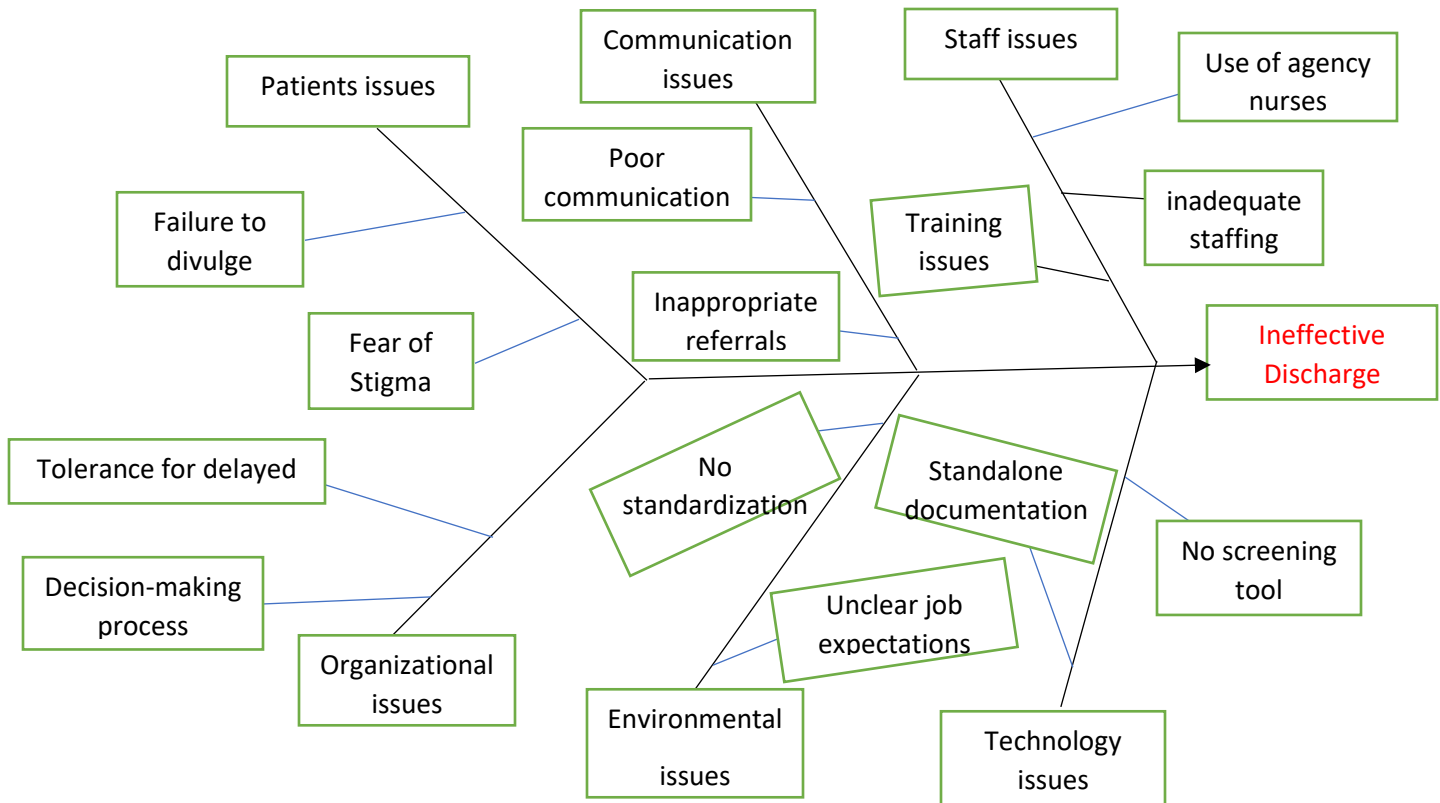 Patients issues
Communication
issues
Staff issues
Use of agency
nurses
Poor
communication
inadequate
staffing
Training
issues
Failure to
divulge
Inappropriate
referrals
Fear of
Stigma
Ineffective
Discharge
Tolerance for delayed
No
standardization
Standalone
documentation
No screening
tool
Decision-making
process
Unclear job
expectations
Organizational
issues
Environmental
issues
Technology
issues